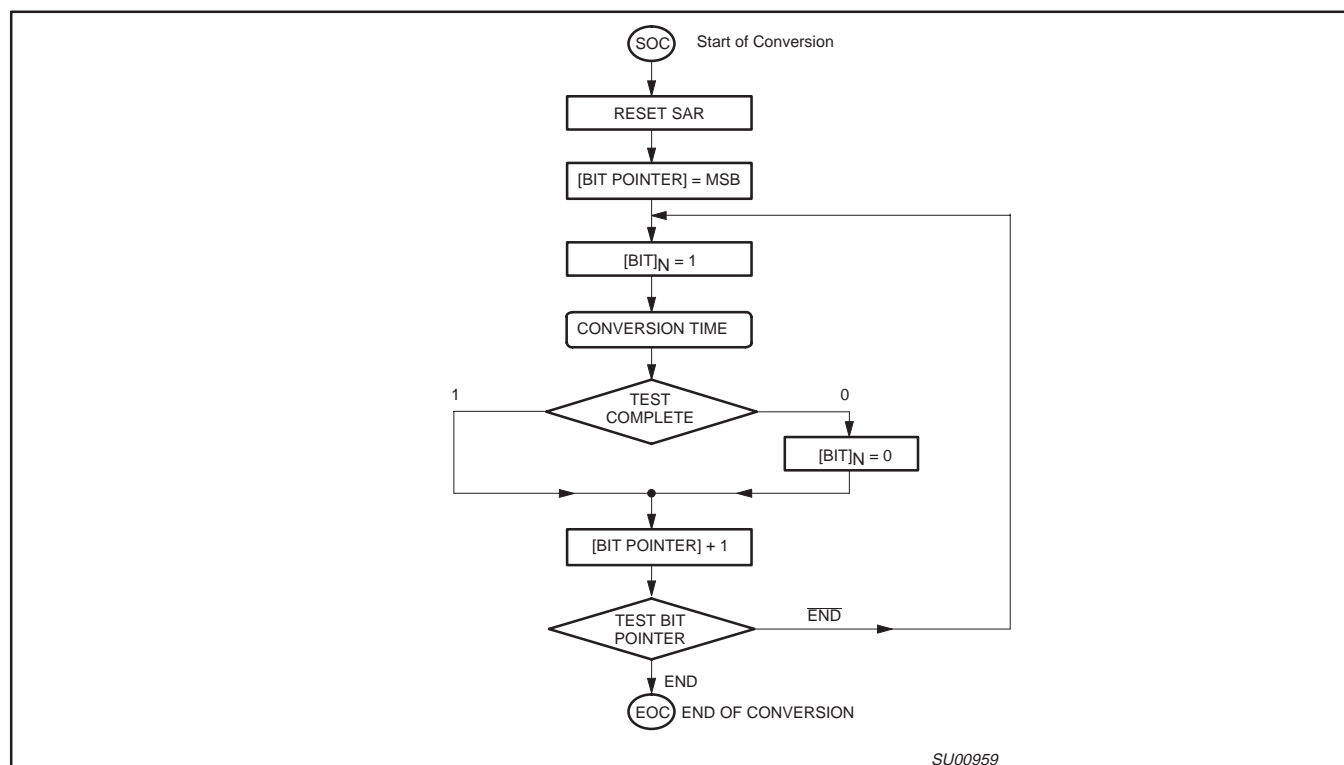 SOC Start of Conversion
RESET SAR
[BIT POINTER] = MSB
[BIT]N = 1
CONVERSION TIME
1
TEST
COMPLETE
0
[BIT]N = 0
[BIT POINTER] + 1
TEST BIT
POINTER
END
END
EOC END OF CONVERSION
SU00959